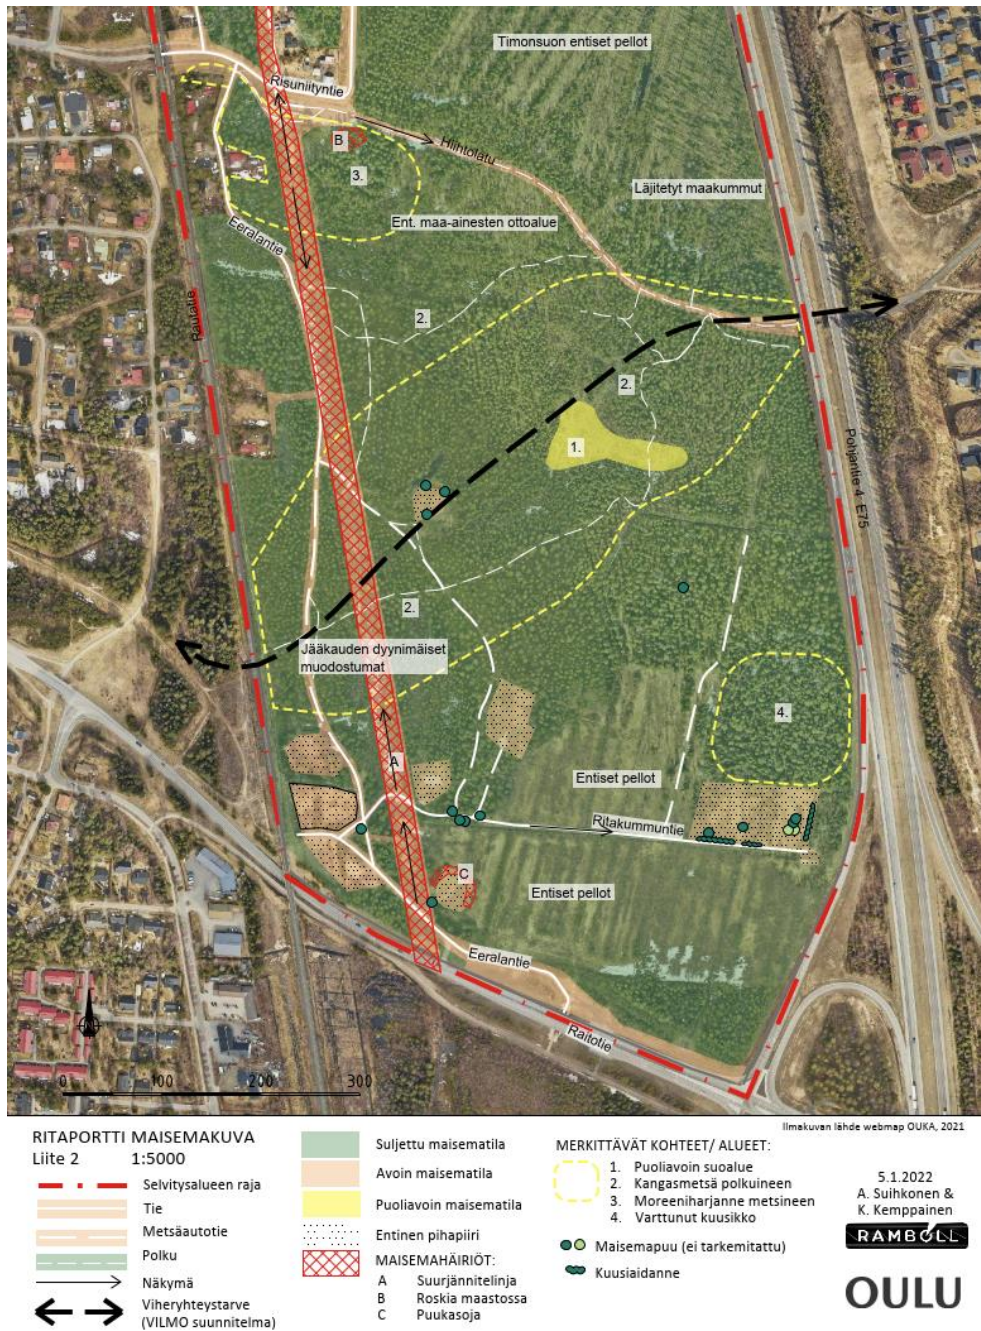 Timonsuon entiset pellot
Risuniityntie
B
Hiihtolatu
3.
Läjitetyt maakummut
Ent. maa-ainesten ottoalue
Eeralantie
Rautatie
2.
2.
1.
Pohjantie 4 E75
2.
Jääkauden dyynimäiset
muodostumat
4.
A
Entiset pellot
Ritakummuntie
C
Entiset pellot
Eeralantie
Raitotie
N
0 100 200 300
Ilmakuvan lähde webmap OUKA, 2021
RITAPORTTI MAISEMAKUVA
Liite 2 1:5000
Selvitysalueen raja
Tie
Metsäautotie
Polku
Näkymä
Viheryhteystarve
(VILMO suunnitelma)
Suljettu maisematila
Avoin maisematila
Puoliavoin maisematila
Entinen pihapiiri
MAISEMAHÄIRIÖT:
A Suurjännitelinja
B Roskia maastossa
C Puukasoja
MERKITTÄVÄT KOHTEET/ ALUEET:
1. Puoliavoin suoalue
2. Kangasmetsä polkuineen
3. Moreeniharjanne metsineen
4. Varttunut kuusikko
Maisemapuu (ei tarkemitattu)
Kuusiaidanne
5.1.2022
A. Suihkonen &
K. Kemppainen
RAMBOLL
OULU